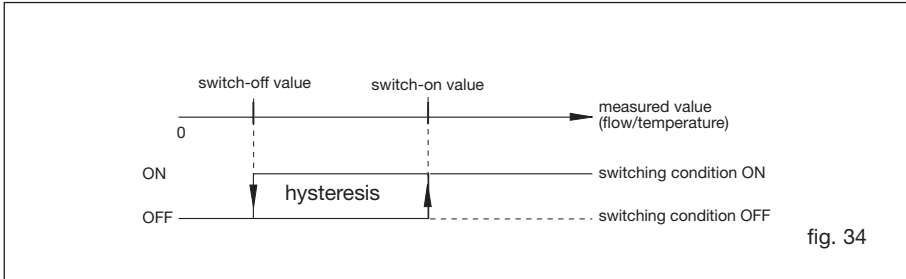 switch-off value
switch-on value
measured value
(flow/temperature)
0
ON
hysteresis
switching condition ON
OFF
switching condition OFF
fig. 34